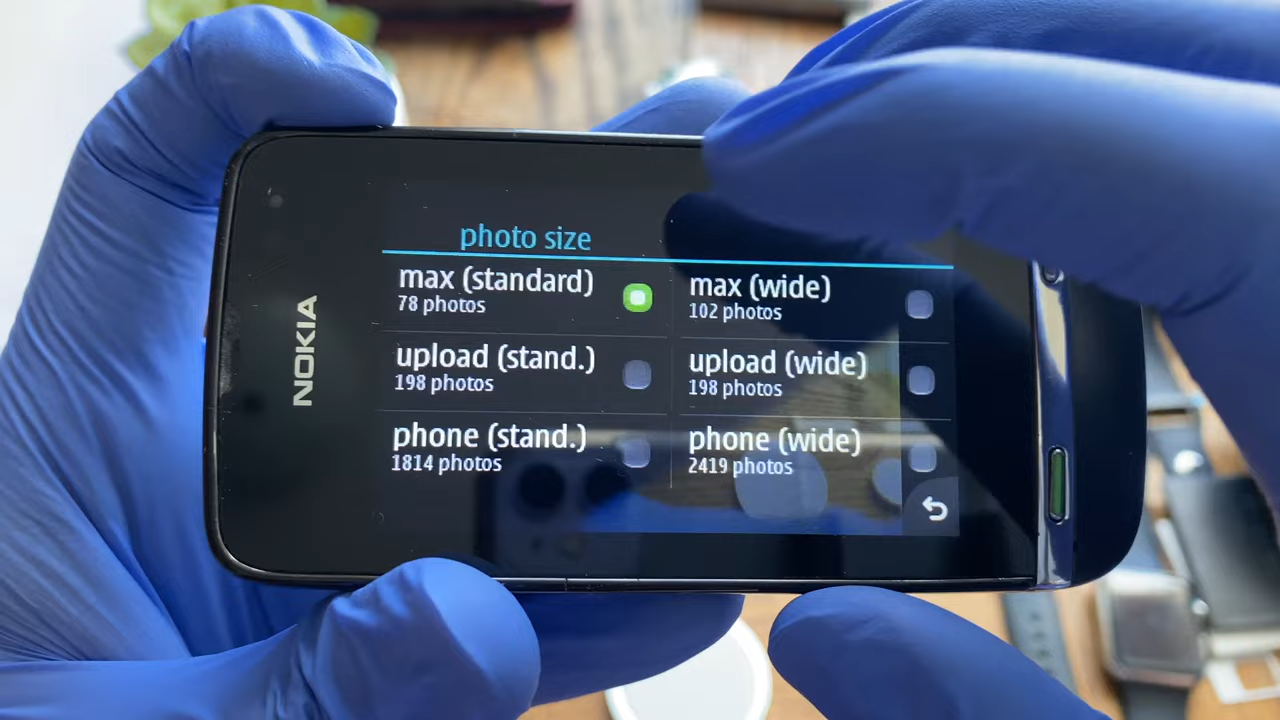 NOKIA
photo size
max (standard)
78 photos
max (wide)
102 photos
upload (stand.)
198 photos
upload (wide)
198 photos
phone (stand.)
1814 photos
phone (wide)
2419 photos